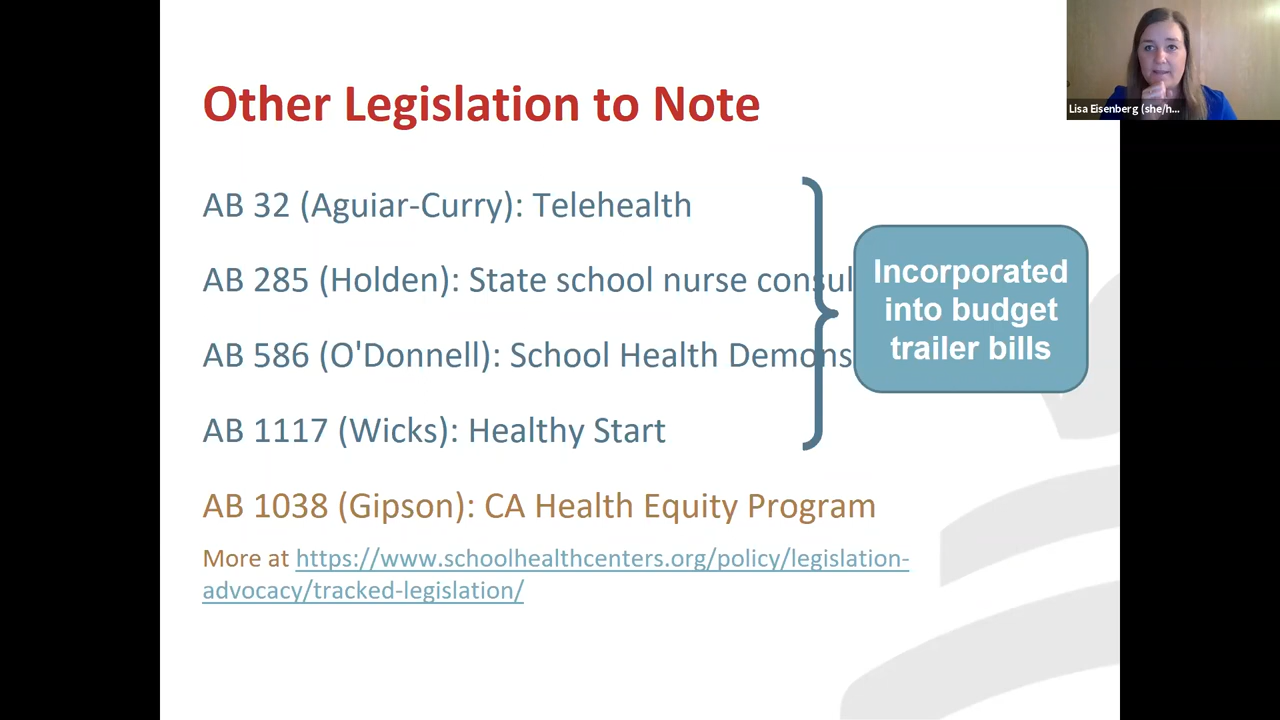 Other Legislation to Note
AB 32 (Aguiar-Curry): Telehealth
AB 285 (Holden): State school nurse
AB 586 (O'Donnell): School Health
AB 1117 (Wicks): Healthy Start
Incorporated
into budget
trailer bills
AB 1038 (Gipson): CA Health Equity Program
More at https://www.schoolhealthcenters.org/policy/legislation-
advocacy/tracked-legislation/
Lisa Eisenberg (she/h...